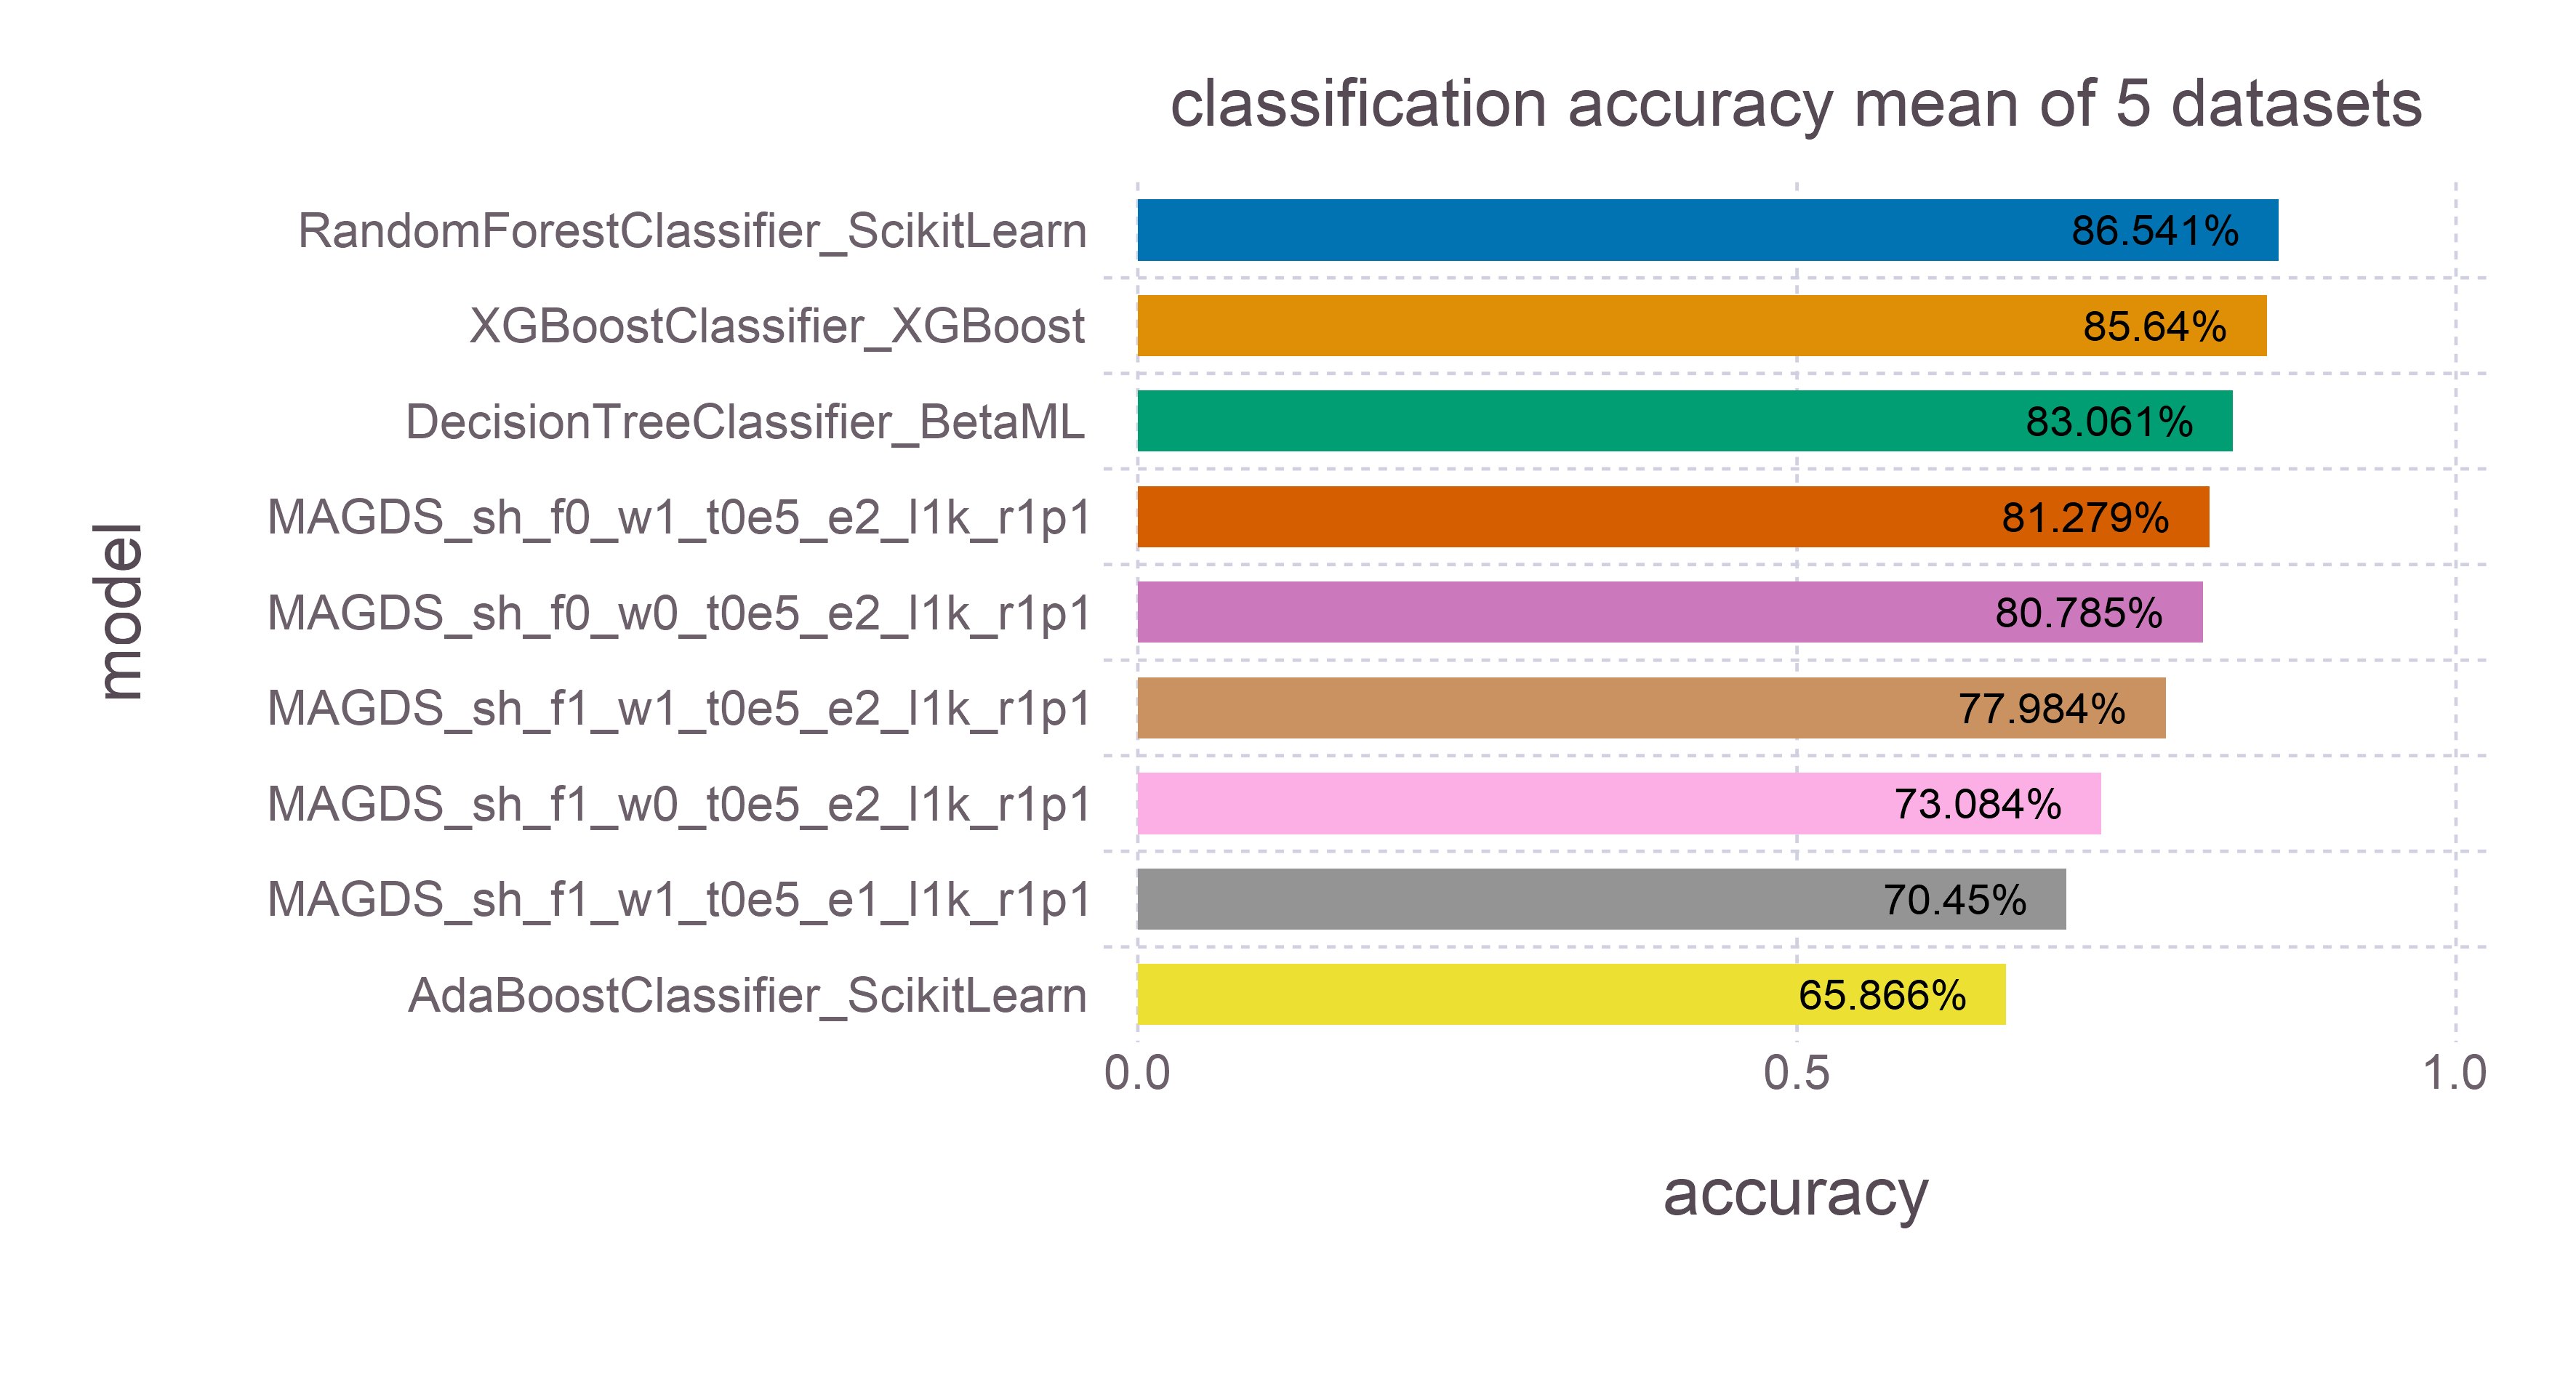 classification accuracy mean of 5 datasets
model
RandomForestClassifier_ScikitLearn 86.541%
XGBoostClassifier_XGBoost 85.64%
DecisionTreeClassifier_BetaML 83.061%
MAGDS_sh_f0_w1_t0e5_e2_l1k_r1p1 81.279%
MAGDS_sh_f0_w0_t0e5_e2_l1k_r1p1 80.785%
MAGDS_sh_f1_w1_t0e5_e2_l1k_r1p1 77.984%
MAGDS_sh_f1_w0_t0e5_e2_l1k_r1p1 73.084%
MAGDS_sh_f1_w1_t0e5_e1_l1k_r1p1 70.45%
AdaBoostClassifier_ScikitLearn 65.866%
0.0 0.5 1.0
accuracy